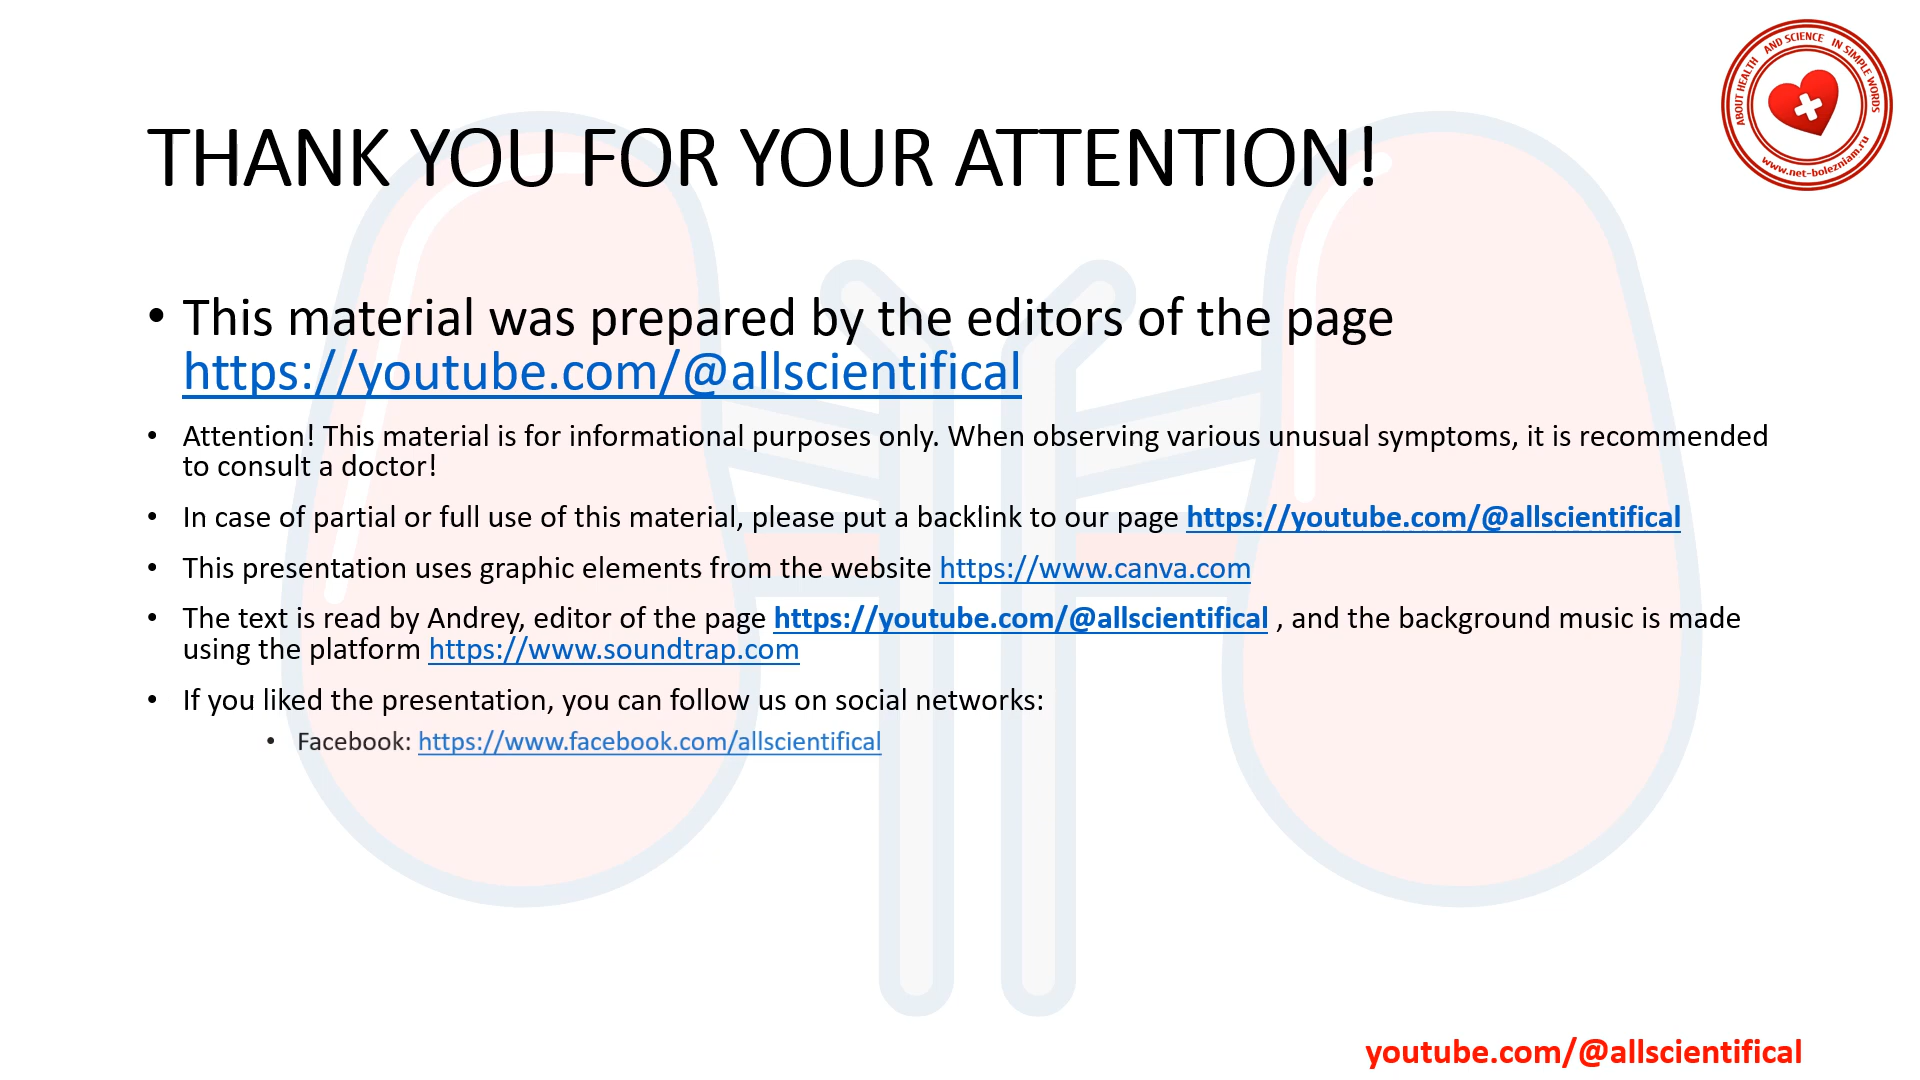 ABOUT HEALTH AND SCIENCE IN SIMPLE WORDS
www.net-bolezniam.ru
THANK YOU FOR YOUR ATTENTION!
• This material was prepared by the editors of the page
https://youtube.com/@allscientifical
• Attention! This material is for informational purposes only. When observing various unusual symptoms, it is recommended
to consult a doctor!
• In case of partial or full use of this material, please put a backlink to our page https://youtube.com/@allscientifical
• This presentation uses graphic elements from the website https://www.canva.com
• The text is read by Andrey, editor of the page https://youtube.com/@allscientifical , and the background music is made
using the platform https://www.soundtrap.com
• If you liked the presentation, you can follow us on social networks:
• Facebook: https://www.facebook.com/allscientifical
youtube.com/@allscientifical